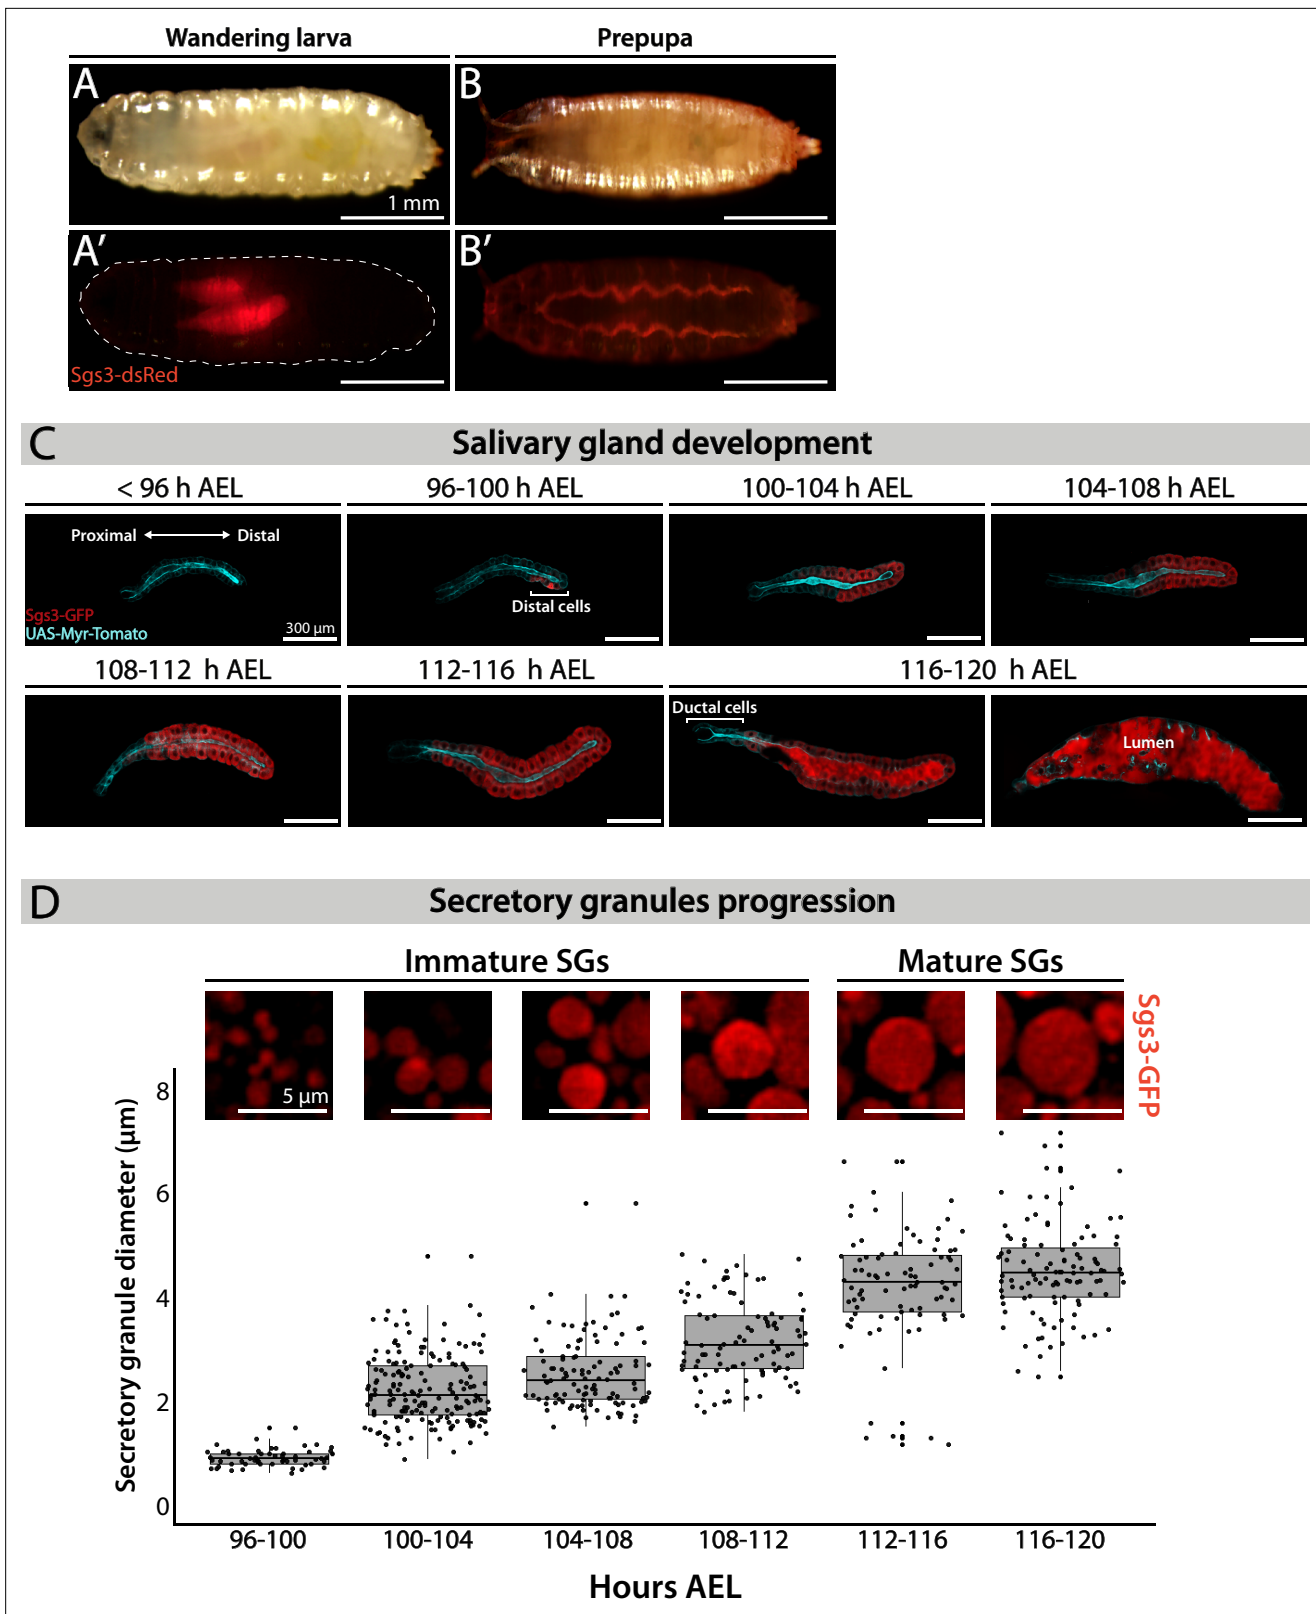 Wandering larva
Prepupa
A
B
1 mm
A′
B′
Sgs3-dsRed
C
Salivary gland development
< 96 h AEL
96-100 h AEL
100-104 h AEL
104-108 h AEL
Proximal
Distal
Distal cells
Sgs3-GFP
UAS-Myr-Tomato
300 µm
108-112 h AEL
112-116 h AEL
116-120 h AEL
Ductal cells
Lumen
D
Secretory granules progression
Immature SGs
Mature SGs
5 µm
Sgs3-GFP
Secretory granule diameter (µm)
8
6
4
2
0
96-100
100-104
104-108
108-112
112-116
116-120
Hours AEL